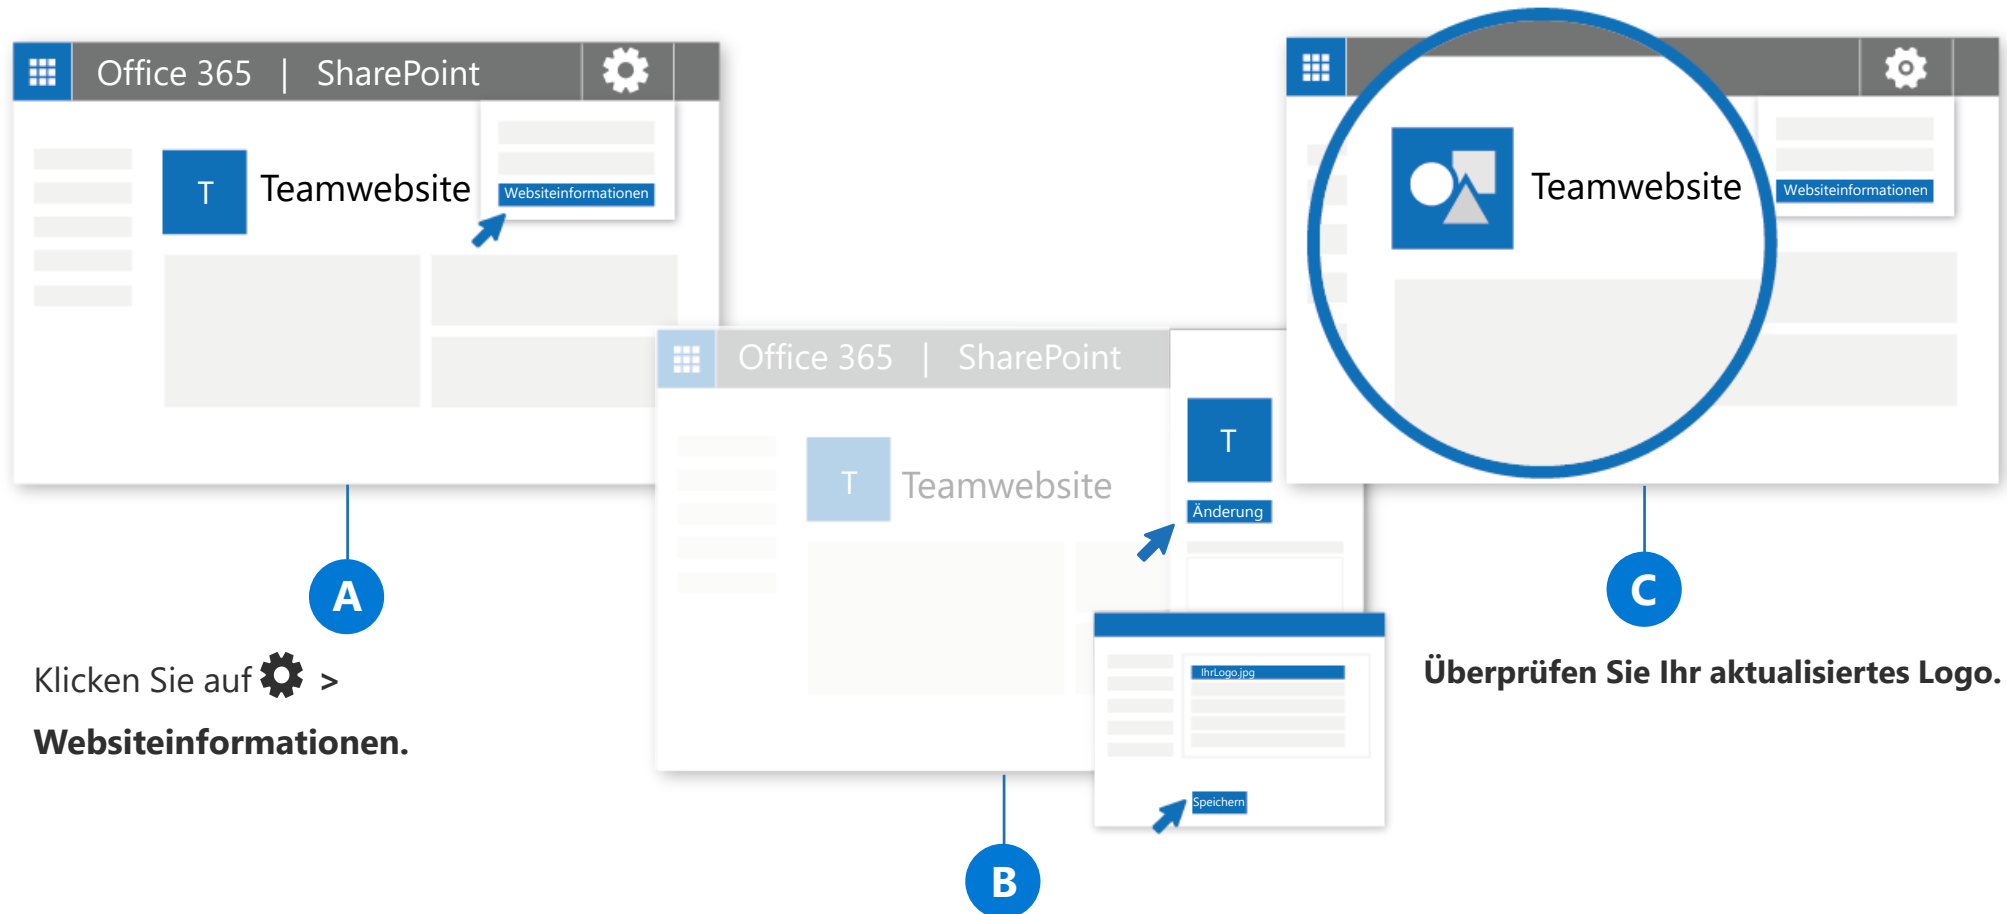 Office 365 | SharePoint
Teamwebsite
T
Websiteinformationen
A
Klicken Sie auf >
Websiteinformationen.
Office 365 | SharePoint
T
Teamwebsite
T
Änderung
IhrLogo.jpg
Speichern
B
Teamwebsite
Websiteinformationen
C
Überprüfen Sie Ihr aktualisiertes Logo.